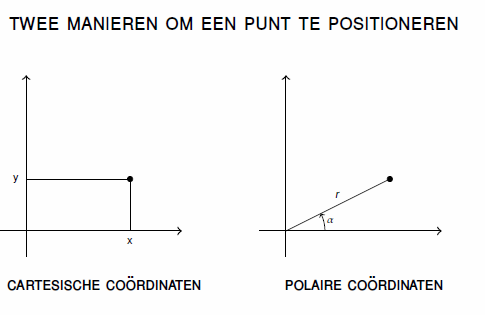 TWEE MANIEREN OM EEN PUNT TE POSITIONEREN
y
x
r
α
CARTESISCHE COÖRDINATEN
POLAIRE COÖRDINATEN